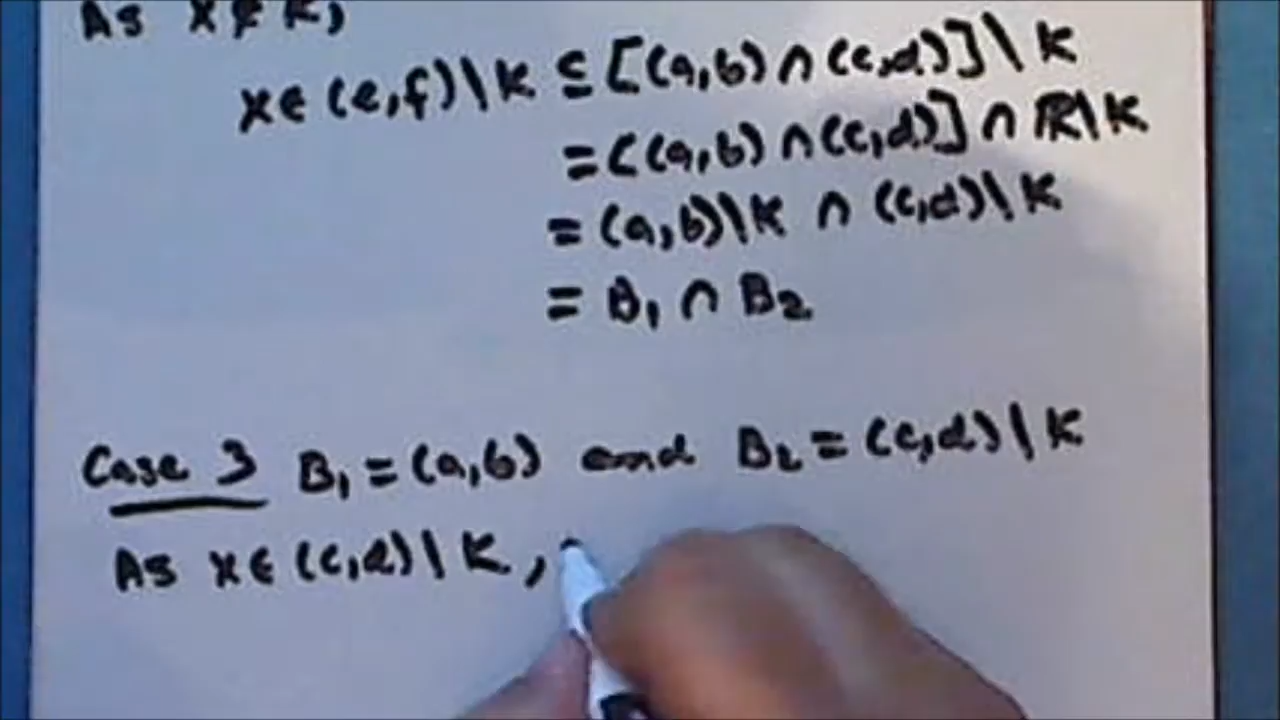 As x ∉ K,
x ∈ (e,f)\K ⊆ [(a,b) ∩ (c,d)]\K
= [(a,b) ∩ (c,d)] ∩ ℝ\K
= (a,b)\K ∩ (c,d)\K
= B₁ ∩ B₂
Case 3 B₁ = (a,b) and B₂ = (c,d)\K
As x ∈ (c,d)\K,